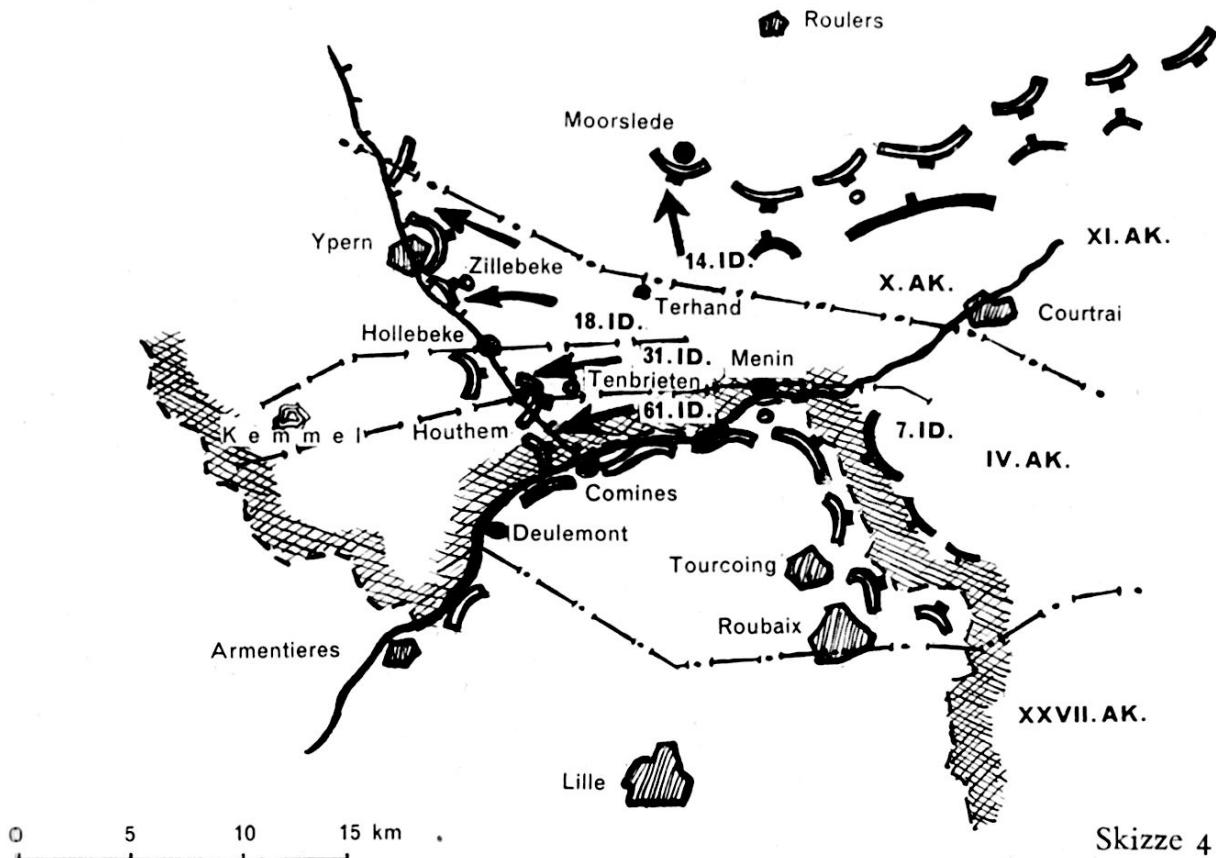 Roulers
Moorslede
XI. AK.
Ypern
Zillebeke
14. ID.
X. AK.
Terhand
Courtrai
18. ID.
Hollebeke
31. ID.
Menin
Tenbrieten
61. ID.
Kemmel
Houthem
7. ID.
IV. AK.
Comines
Deulemont
Tourcoing
Roubaix
Armentieres
XXVII. AK.
Lille
0 5 10 15 km
Skizze 4